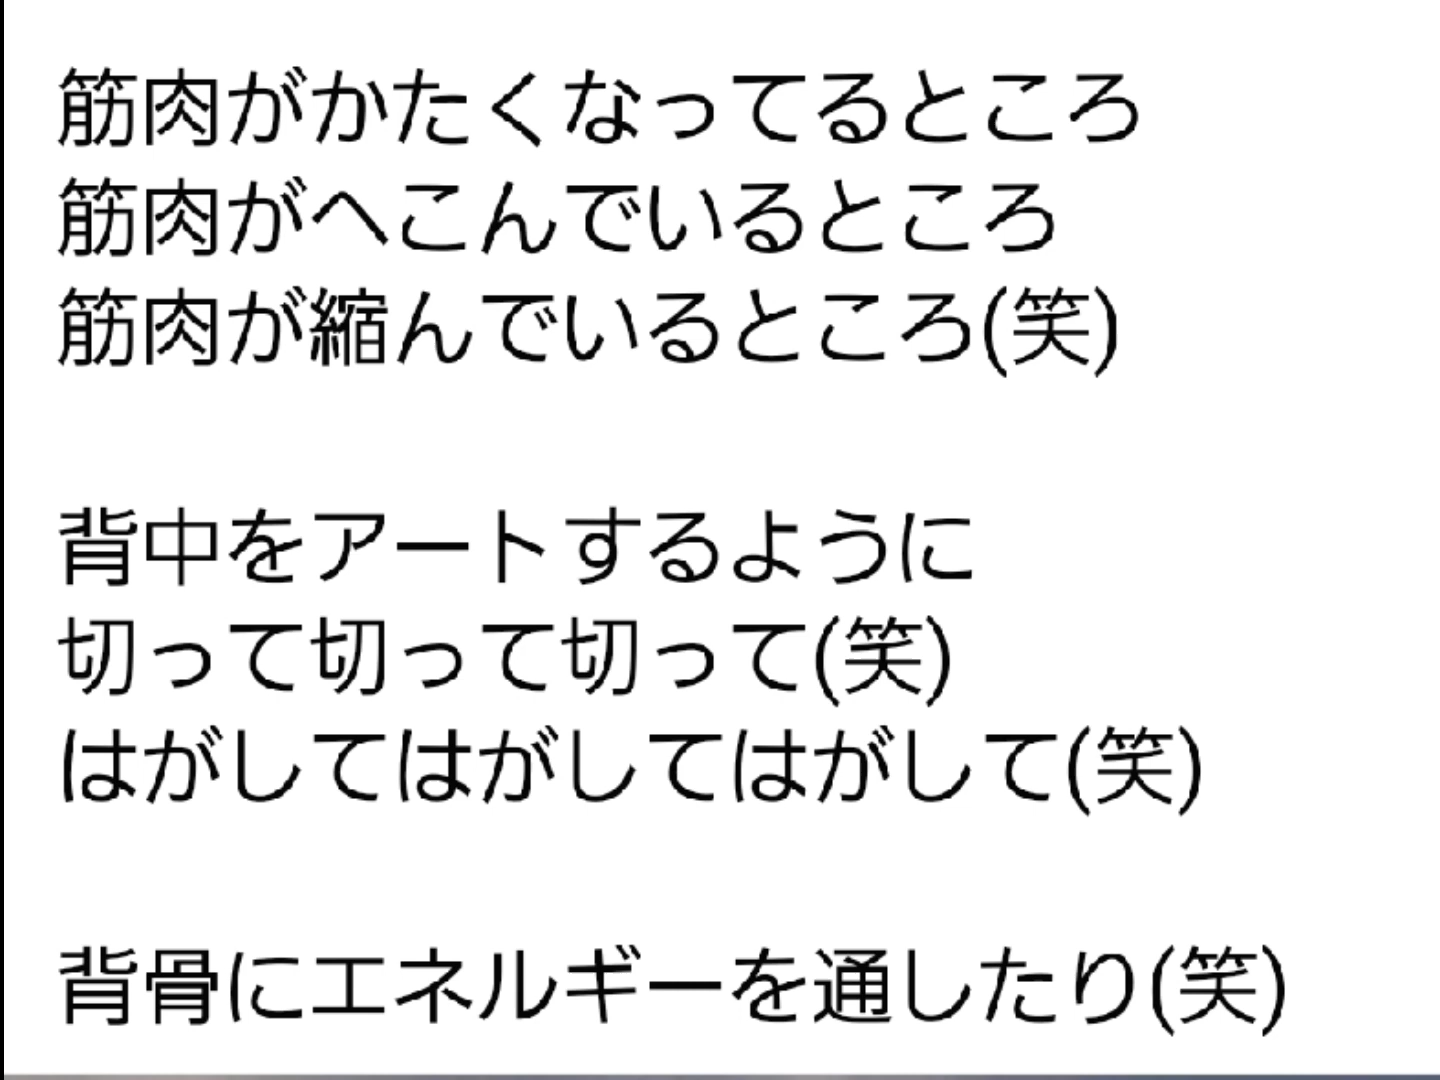 筋肉がかたくなってるところ
筋肉がへこんでいるところ
筋肉が縮んでいるところ(笑)
背中をアートするように
切って切って切って(笑)
はがしてはがしてはがして(笑)
背骨にエネルギーを通したり(笑)